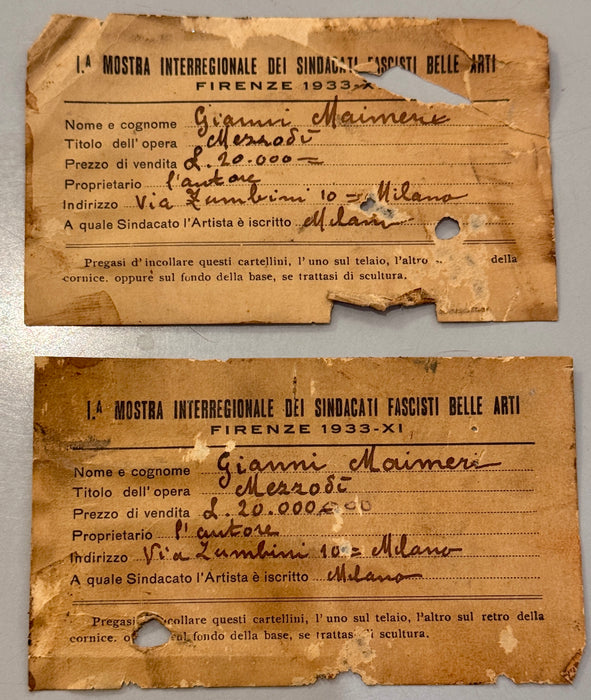 I.A MOSTRA INTERREGIONALE DEI SINDACATI FASCISTI BELLE ARTI
FIRENZE 1933-X
Nome e cognome Gianni Maimeri
Titolo dell'opera Mezzodì
Prezzo di vendita £. 20.000 =
Proprietario l'autore
Indirizzo Via Zumbini 10 = Milano
A quale Sindacato l'Artista è iscritto Milano
Pregasi d'incollare questi cartellini, l'uno sul telaio, l'altro della
cornice. oppure sul fondo della base, se trattasi di scultura.
I.A MOSTRA INTERREGIONALE DEI SINDACATI FASCISTI BELLE ARTI
FIRENZE 1933-XI
Nome e cognome Gianni Maimeri
Titolo dell'opera Mezzodì
Prezzo di vendita £. 20.000
Proprietario l'autore
Indirizzo Via Zumbini 10 = Milano
A quale Sindacato l'Artista è iscritto Milano
Pregasi incollare questi cartellini, l'uno sul telaio, l'altro sul retro della
cornice. sul fondo della base, se trattasi di scultura.